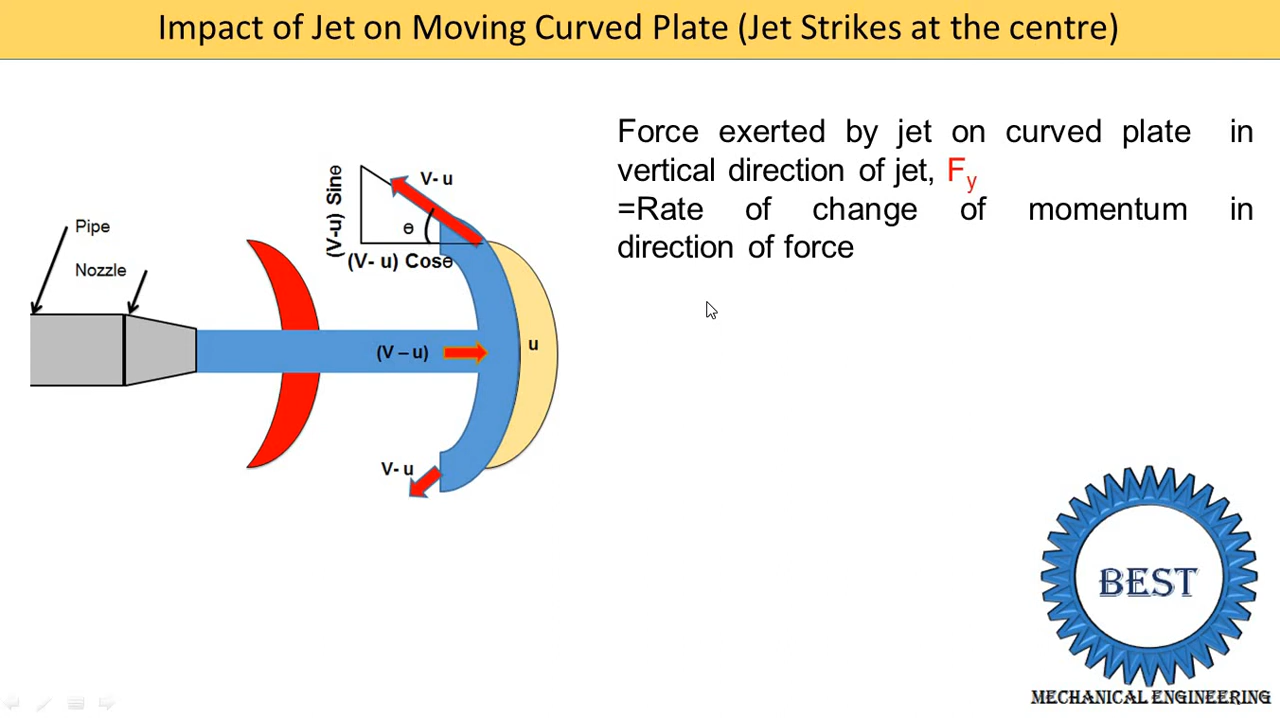 Impact of Jet on Moving Curved Plate (Jet Strikes at the centre)
Force exerted by jet on curved plate in
vertical direction of jet, Fy
=Rate of change of momentum in
direction of force
Pipe
Nozzle
V- u
(V-u) Sinɵ
ɵ
(V- u) Cosɵ
(V – u)
u
V- u
BEST
MECHANICAL ENGINEERING